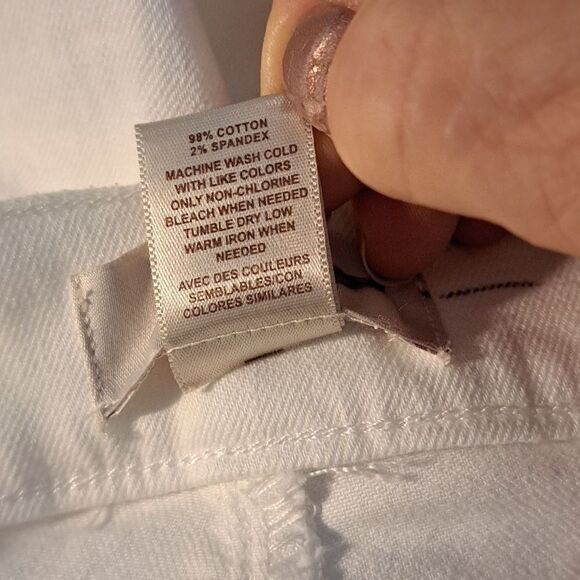 98% COTTON
2% SPANDEX
MACHINE WASH COLD
WITH LIKE COLORS
ONLY NON-CHLORINE
BLEACH WHEN NEEDED
TUMBLE DRY LOW
WARM IRON WHEN
NEEDED
AVEC DES COULEURS
SEMBLABLES/CON
COLORES SIMILARES